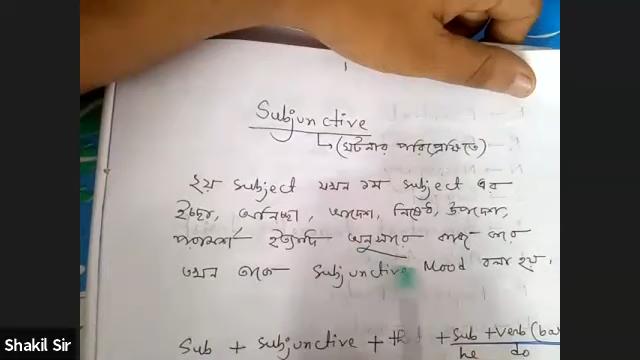 Subjunctive
↳ (ঘটনার পরিপ্রেক্ষিতে)
২য় subject যখন ১ম subject এর
ইচ্ছা, অনিচ্ছা, আদেশ, নিষেধ, উপদেশ,
পরামর্শ ইত্যাদি অনুসারে কাজ করে
তখন তাকে Subjunctive Mood বলা হয়.
Sub + subjunctive + + Sub + verb (ba
he do
Shakil Sir